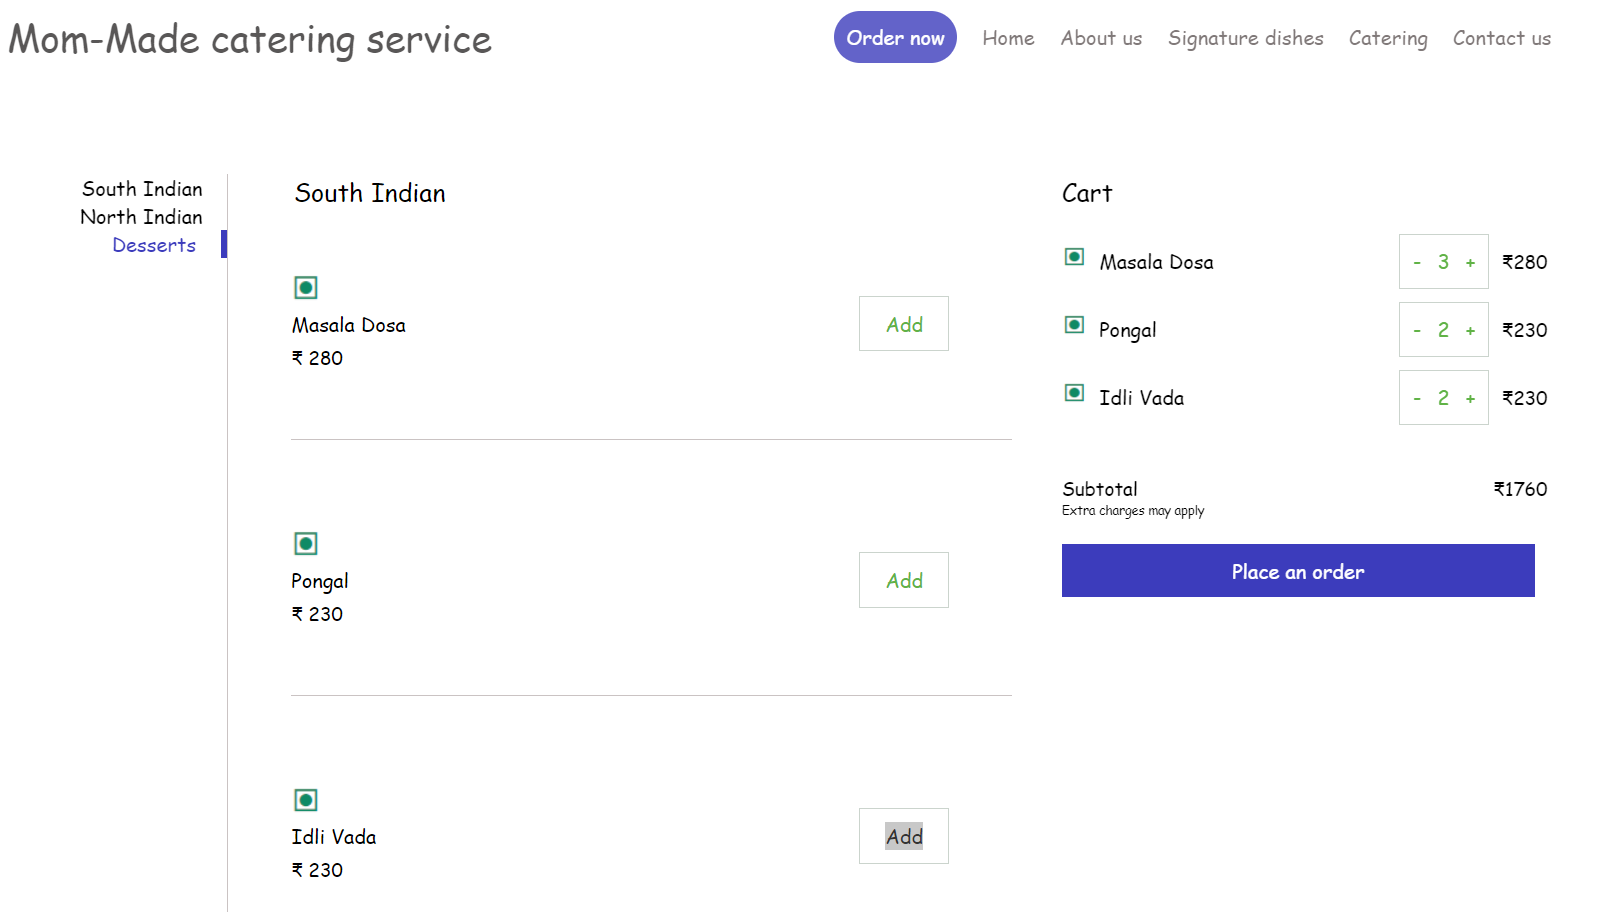 Mom-Made catering service
Order now Home About us Signature dishes Catering Contact us
South Indian
North Indian
Desserts
South Indian
Masala Dosa
₹ 280
Add
Pongal
₹ 230
Add
Idli Vada
₹ 230
Add
Cart
Masala Dosa - 3 + ₹280
Pongal - 2 + ₹230
Idli Vada - 2 + ₹230
Subtotal ₹1760
Extra charges may apply
Place an order